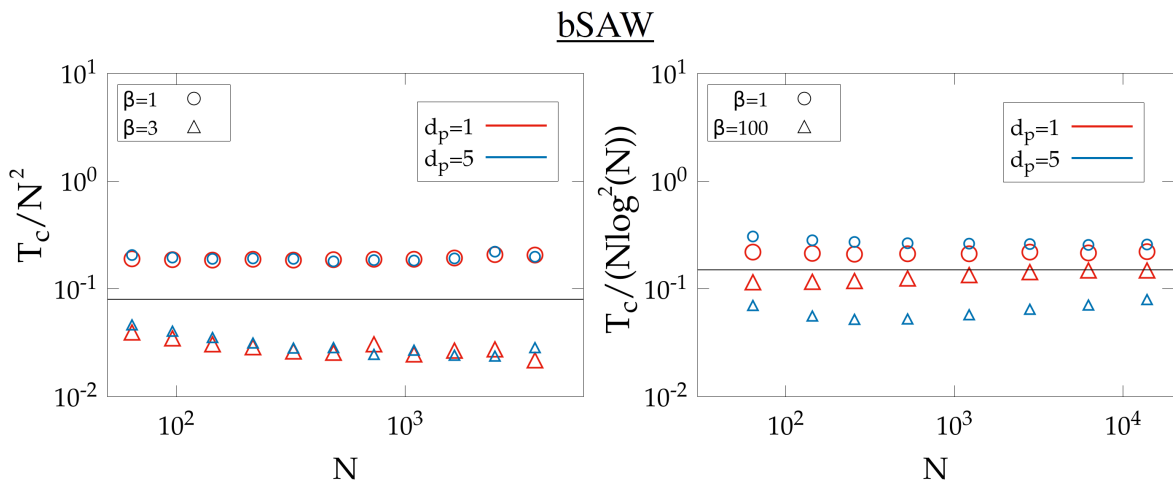 bSAW
T_c/N^2
10^1
10^0
10^-1
10^-2
β=1
β=3
d_p=1
d_p=5
10^2
10^3
N
T_c/(Nlog^2(N))
10^1
10^0
10^-1
10^-2
β=1
β=100
d_p=1
d_p=5
10^2
10^3
10^4
N